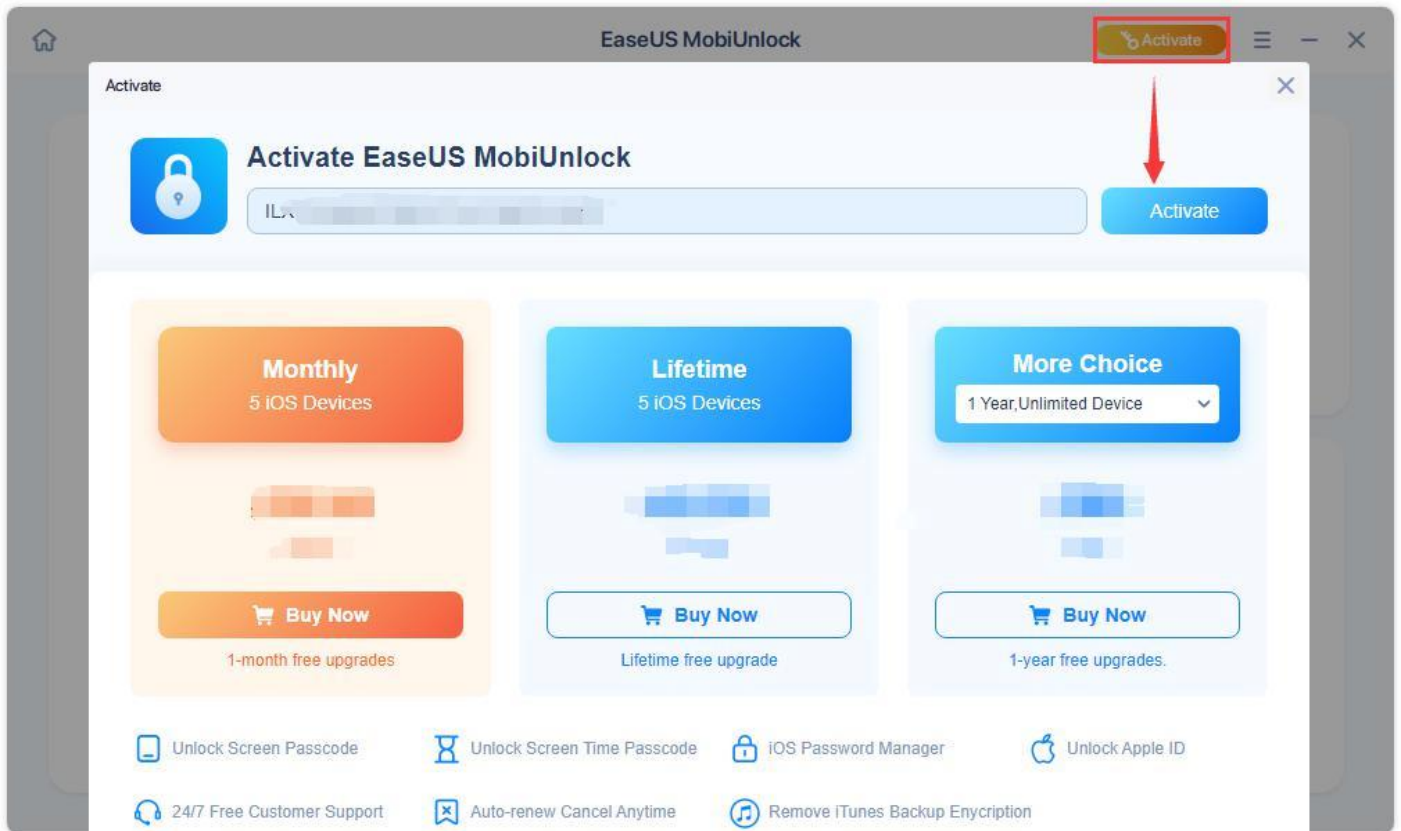 EaseUS MobiUnlock
Activate
Activate
Activate EaseUS MobiUnlock
Activate
Monthly
5 iOS Devices
Lifetime
5 iOS Devices
More Choice
1 Year,Unlimited Device
Buy Now
Buy Now
Buy Now
1-month free upgrades
Lifetime free upgrade
1-year free upgrades.
Unlock Screen Passcode
Unlock Screen Time Passcode
iOS Password Manager
Unlock Apple ID
24/7 Free Customer Support
Auto-renew Cancel Anytime
Remove iTunes Backup Enycription